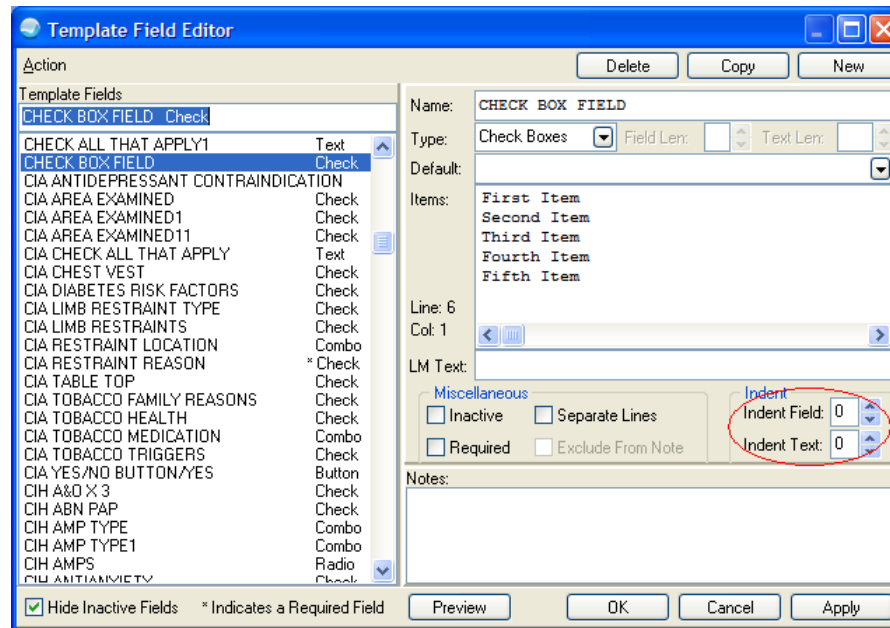 Template Field Editor
Action Delete Copy New
Template Fields
CHECK BOX FIELD Check
CHECK ALL THAT APPLY1 Text
CHECK BOX FIELD Check
CIA ANTIDEPRESSANT CONTRAINDICATION
CIA AREA EXAMINED Check
CIA AREA EXAMINED1 Check
CIA AREA EXAMINED11 Check
CIA CHECK ALL THAT APPLY Text
CIA CHEST VEST Check
CIA DIABETES RISK FACTORS Check
CIA LIMB RESTRAINT TYPE Check
CIA LIMB RESTRAINTS Check
CIA RESTRAINT LOCATION Combo
CIA RESTRAINT REASON * Check
CIA TABLE TOP Check
CIA TOBACCO FAMILY REASONS Check
CIA TOBACCO HEALTH Check
CIA TOBACCO MEDICATION Combo
CIA TOBACCO TRIGGERS Check
CIA YES/NO BUTTON/YES Button
CIH A&O X 3 Check
CIH ABN PAP Check
CIH AMP TYPE Combo
CIH AMP TYPE1 Combo
CIH AMPS Radio
CIH ANTIANXIETY Check
Name: CHECK BOX FIELD
Type: Check Boxes Field Len: Text Len:
Default:
Items: First Item
Second Item
Third Item
Fourth Item
Fifth Item
Line: 6
Col: 1
LM Text:
Miscellaneous Indent
Inactive Separate Lines Indent Field: 0
Required Exclude From Note Indent Text: 0
Notes:
Hide Inactive Fields * Indicates a Required Field Preview OK Cancel Apply